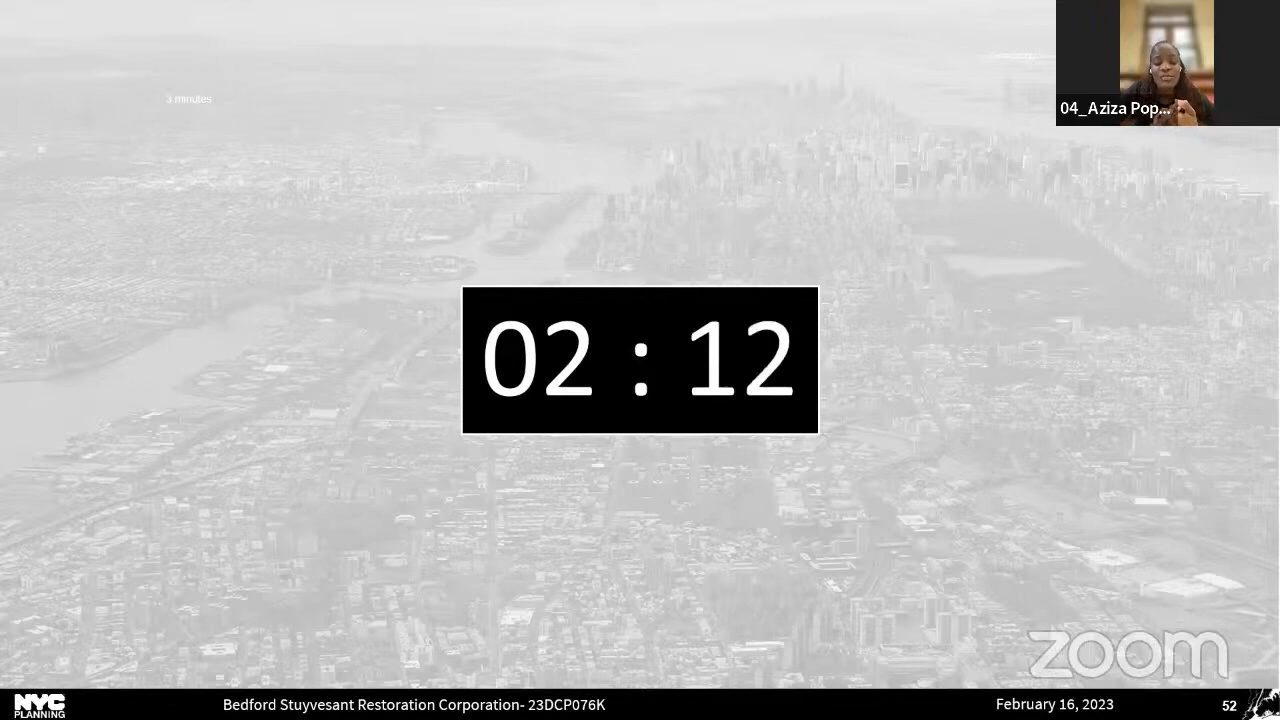 04_Aziza Pop...
3 minutes
02 : 12
zoom
NYC
PLANNING
Bedford Stuyvesant Restoration Corporation- 23DCP076K
February 16, 2023
52